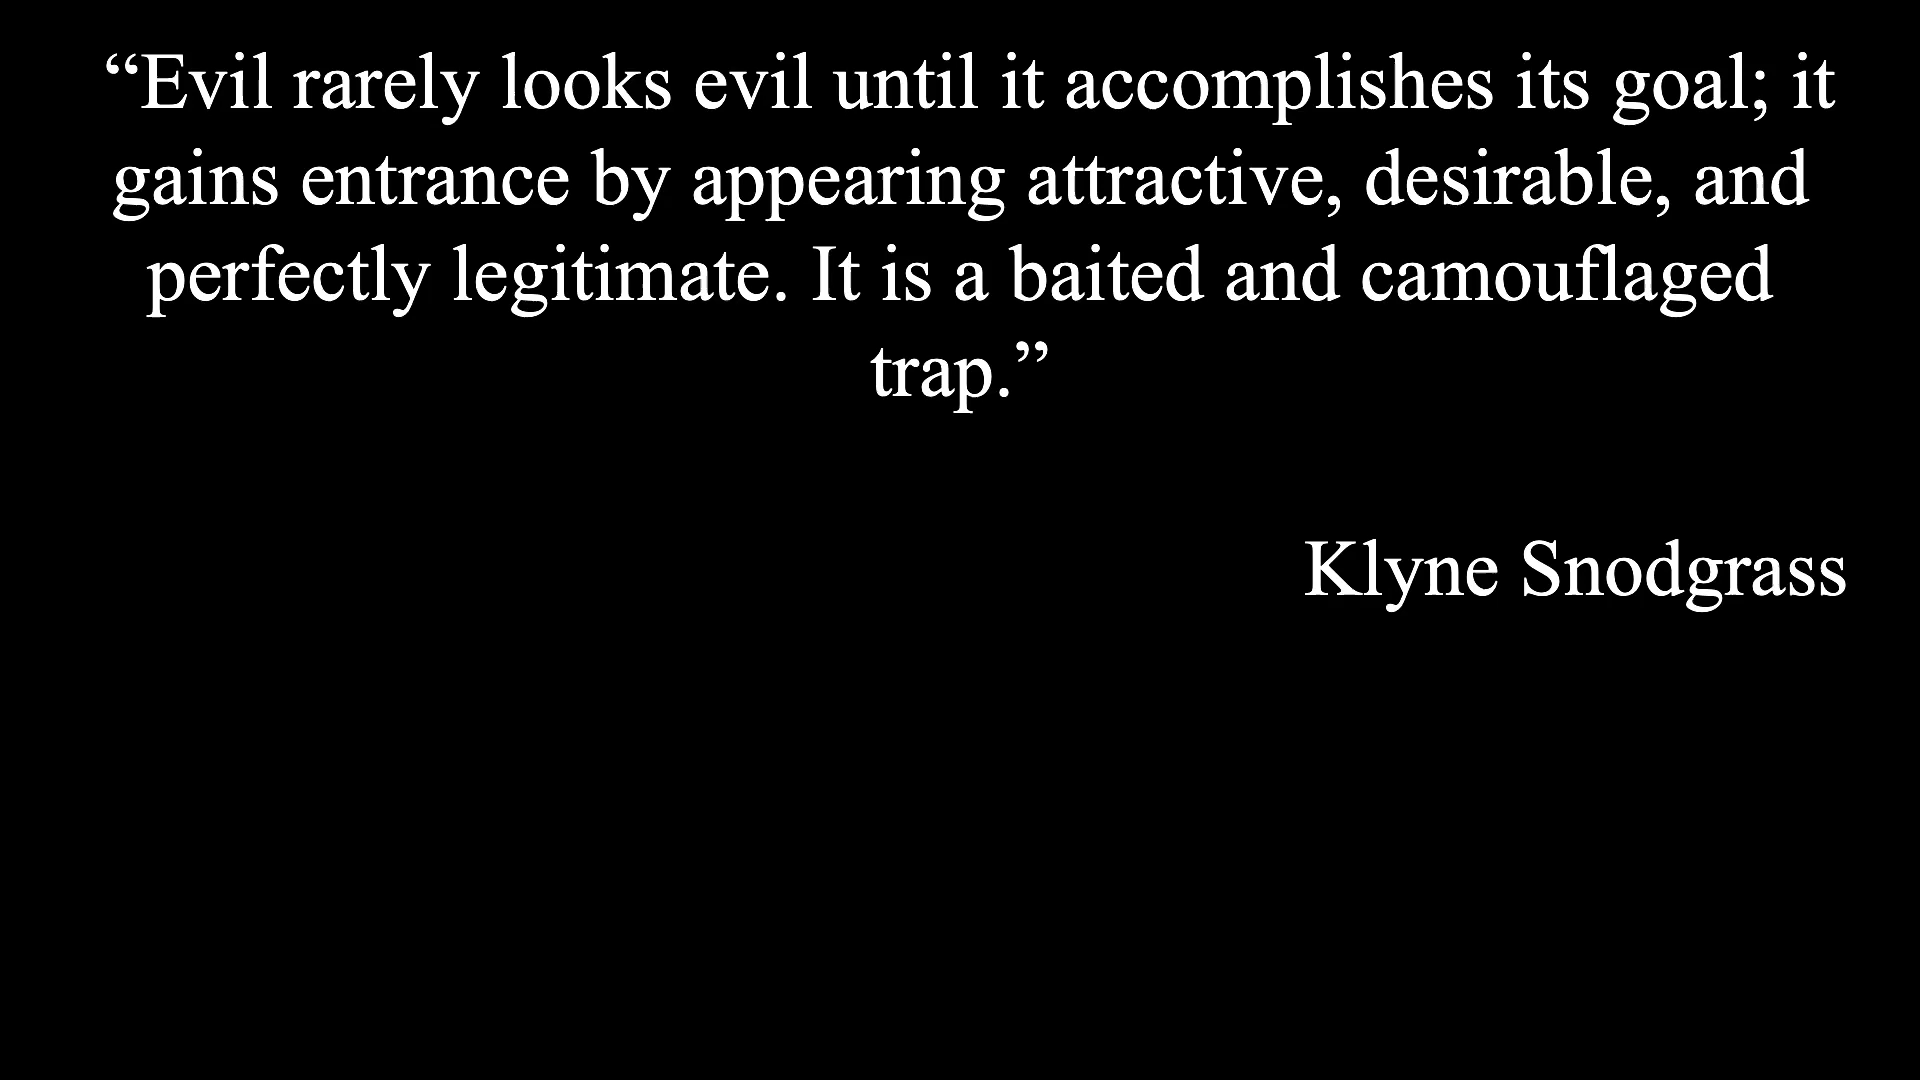 “Evil rarely looks evil until it accomplishes its goal; it
gains entrance by appearing attractive, desirable, and
perfectly legitimate. It is a baited and camouflaged
trap.”
Klyne Snodgrass